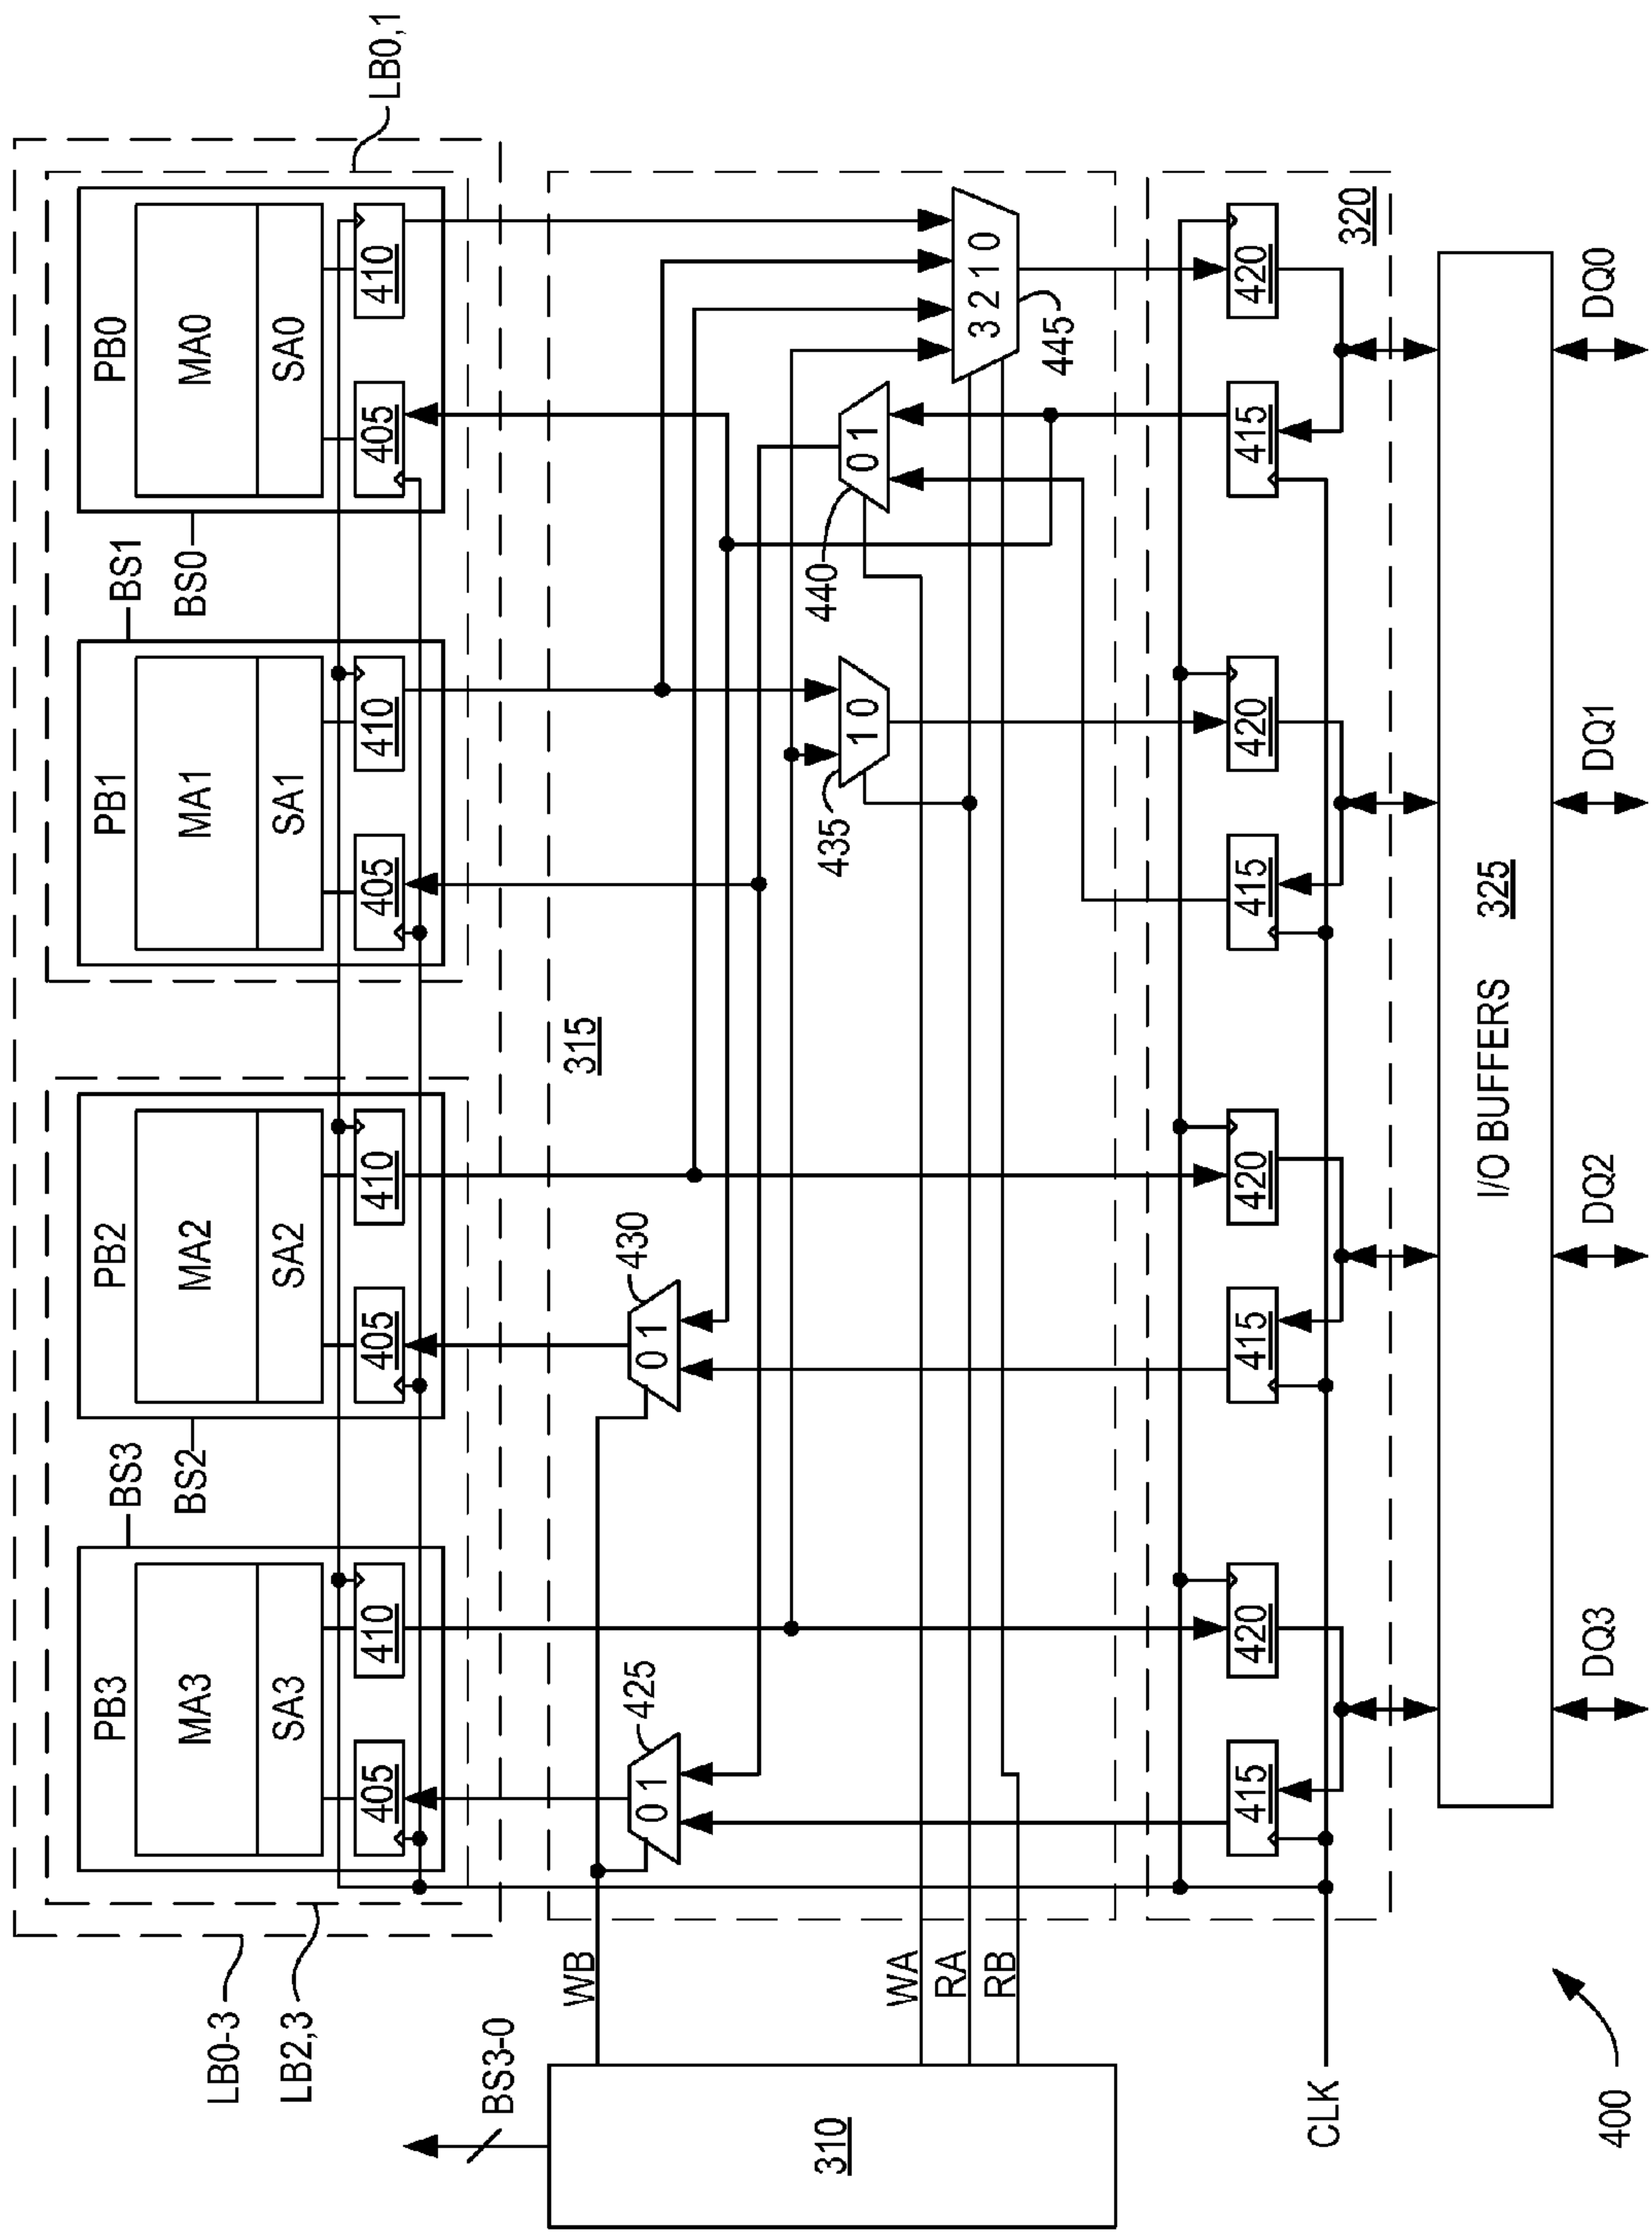 LB0-3
LB2,3
LB0,1
PB3
MA3
SA3
405
410
BS3
BS2
PB2
MA2
SA2
405
410
PB1
MA1
SA1
405
410
BS1
BS0
PB0
MA0
SA0
405
410
BS3-0
310
WB
WA
RA
RB
CLK
315
0 1
425
0 1
430
1 0
435
0 1
440
3 2 1 0
445
415
420
415
420
415
420
415
420
320
I/O BUFFERS 325
DQ3
DQ2
DQ1
DQ0
400